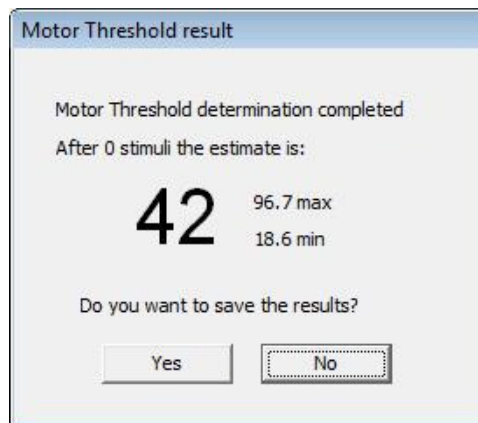 Motor Threshold result
Motor Threshold determination completed
After 0 stimuli the estimate is:
42
96.7 max
18.6 min
Do you want to save the results?
Yes
No